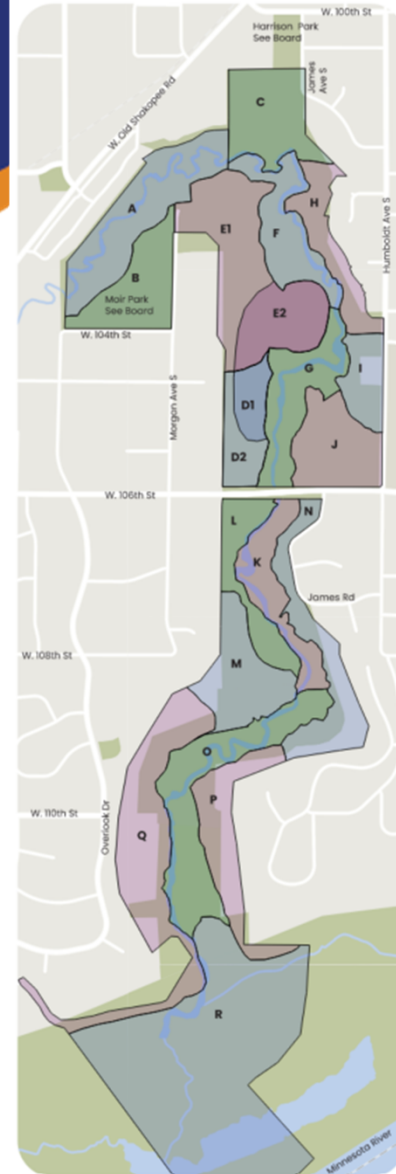 W. 100th St
Harrison Park
See Board
James
Ave S
W. Old Shakopee Rd
C
A
H
Humboldt Ave S
E1
F
B
Moir Park
See Board
E2
W. 104th St
G
I
Morgan Ave S
D1
J
D2
W. 106th St
L
N
K
James Rd
W. 108th St
M
O
P
W. 110th St
Overlook Dr
Q
R
Minnesota River